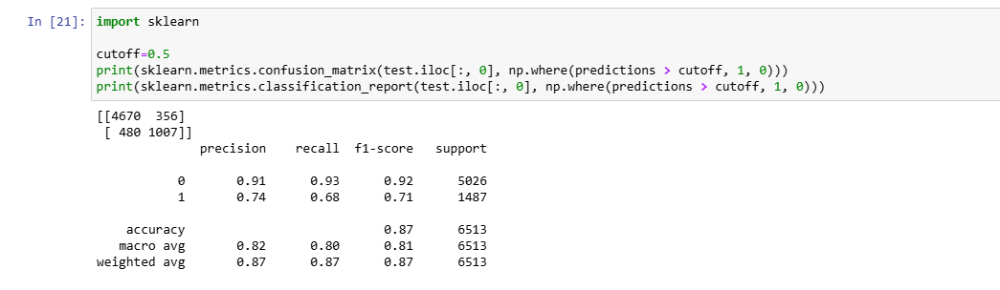 In [21]: import sklearn
cutoff=0.5
print(sklearn.metrics.confusion_matrix(test.iloc[:, 0], np.where(predictions > cutoff, 1, 0)))
print(sklearn.metrics.classification_report(test.iloc[:, 0], np.where(predictions > cutoff, 1, 0)))
[[4670  356]
 [ 480 1007]]
              precision    recall  f1-score   support
           0       0.91      0.93      0.92      5026
           1       0.74      0.68      0.71      1487
    accuracy                           0.87      6513
   macro avg       0.82      0.80      0.81      6513
weighted avg       0.87      0.87      0.87      6513